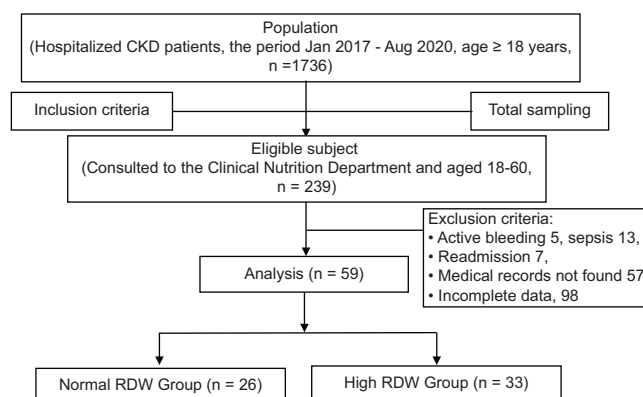 Population
(Hospitalized CKD patients, the period Jan 2017 - Aug 2020, age ≥ 18 years,
n =1736)
Inclusion criteria
Total sampling
Eligible subject
(Consulted to the Clinical Nutrition Department and aged 18-60,
n = 239)
Exclusion criteria:
• Active bleeding 5, sepsis 13,
• Readmission 7,
• Medical records not found 57
• Incomplete data, 98
Analysis (n = 59)
Normal RDW Group (n = 26)
High RDW Group (n = 33)